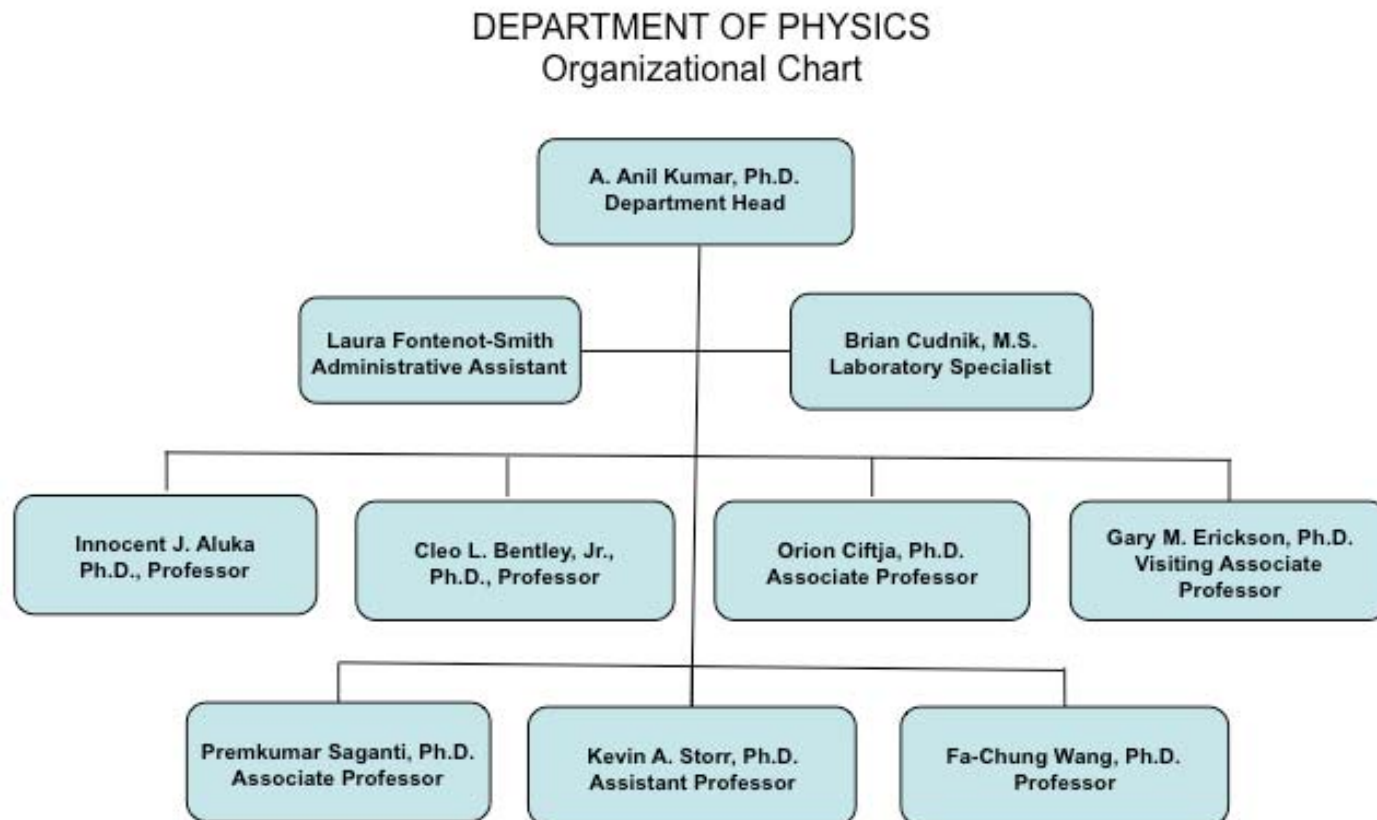 DEPARTMENT OF PHYSICS
Organizational Chart
A. Anil Kumar, Ph.D.
Department Head
Laura Fontenot-Smith
Administrative Assistant
Brian Cudnik, M.S.
Laboratory Specialist
Innocent J. Aluka
Ph.D., Professor
Cleo L. Bentley, Jr.,
Ph.D., Professor
Orion Ciftja, Ph.D.
Associate Professor
Gary M. Erickson, Ph.D.
Visiting Associate
Professor
Premkumar Saganti, Ph.D.
Associate Professor
Kevin A. Storr, Ph.D.
Assistant Professor
Fa-Chung Wang, Ph.D.
Professor